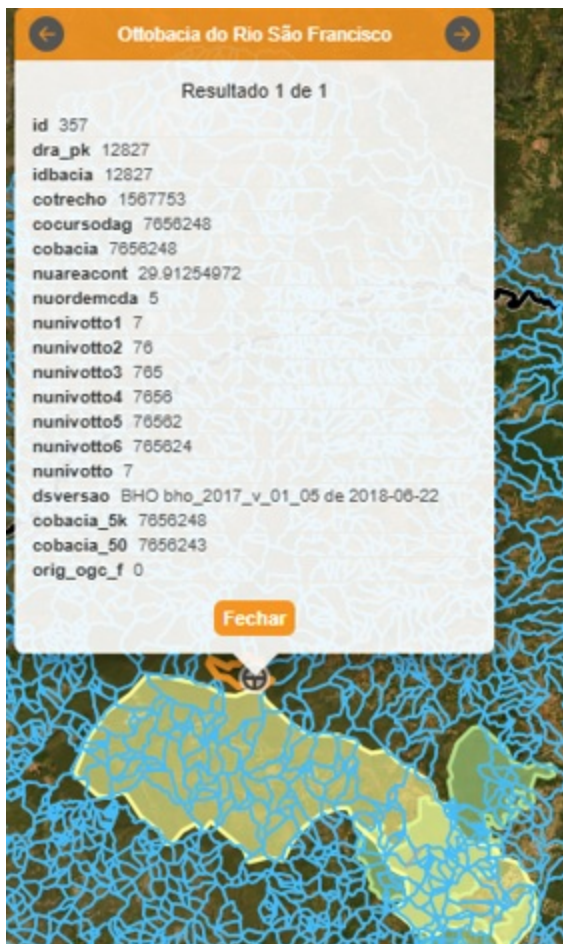 Ottobacia do Rio São Francisco
Resultado 1 de 1
id 357
dra_pk 12827
idbacia 12827
cotrecho 1567753
cocursodag 7656248
cobacia 7656248
nuareacont 29.91254972
nuordemcda 5
nunivotto1 7
nunivotto2 76
nunivotto3 765
nunivotto4 7656
nunivotto5 76562
nunivotto6 765624
nunivotto 7
dsversao BHO bho_2017_v_01_05 de 2018-06-22
cobacia_5k 7656248
cobacia_50 7656243
orig_ogc_f 0
Fechar